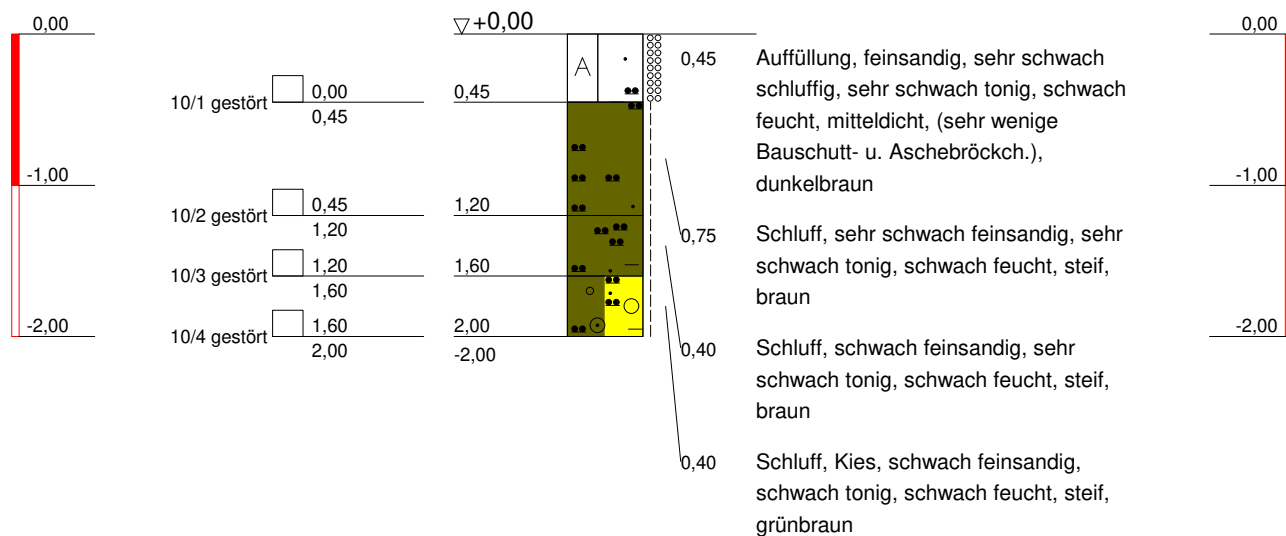 0,00
-1,00
-2,00
10/1 gestört
0,00
0,45
10/2 gestört
0,45
1,20
10/3 gestört
1,20
1,60
10/4 gestört
1,60
2,00
+0,00
0,45
1,20
1,60
2,00
-2,00
A
0,45
Auffüllung, feinsandig, sehr schwach
schluffig, sehr schwach tonig, schwach
feucht, mitteldicht, (sehr wenige
Bauschutt- u. Aschebröckch.),
dunkelbraun
0,75
Schluff, sehr schwach feinsandig, sehr
schwach tonig, schwach feucht, steif,
braun
0,40
Schluff, schwach feinsandig, sehr
schwach tonig, schwach feucht, steif,
braun
0,40
Schluff, Kies, schwach feinsandig,
schwach tonig, schwach feucht, steif,
grünbraun
0,00
-1,00
-2,00